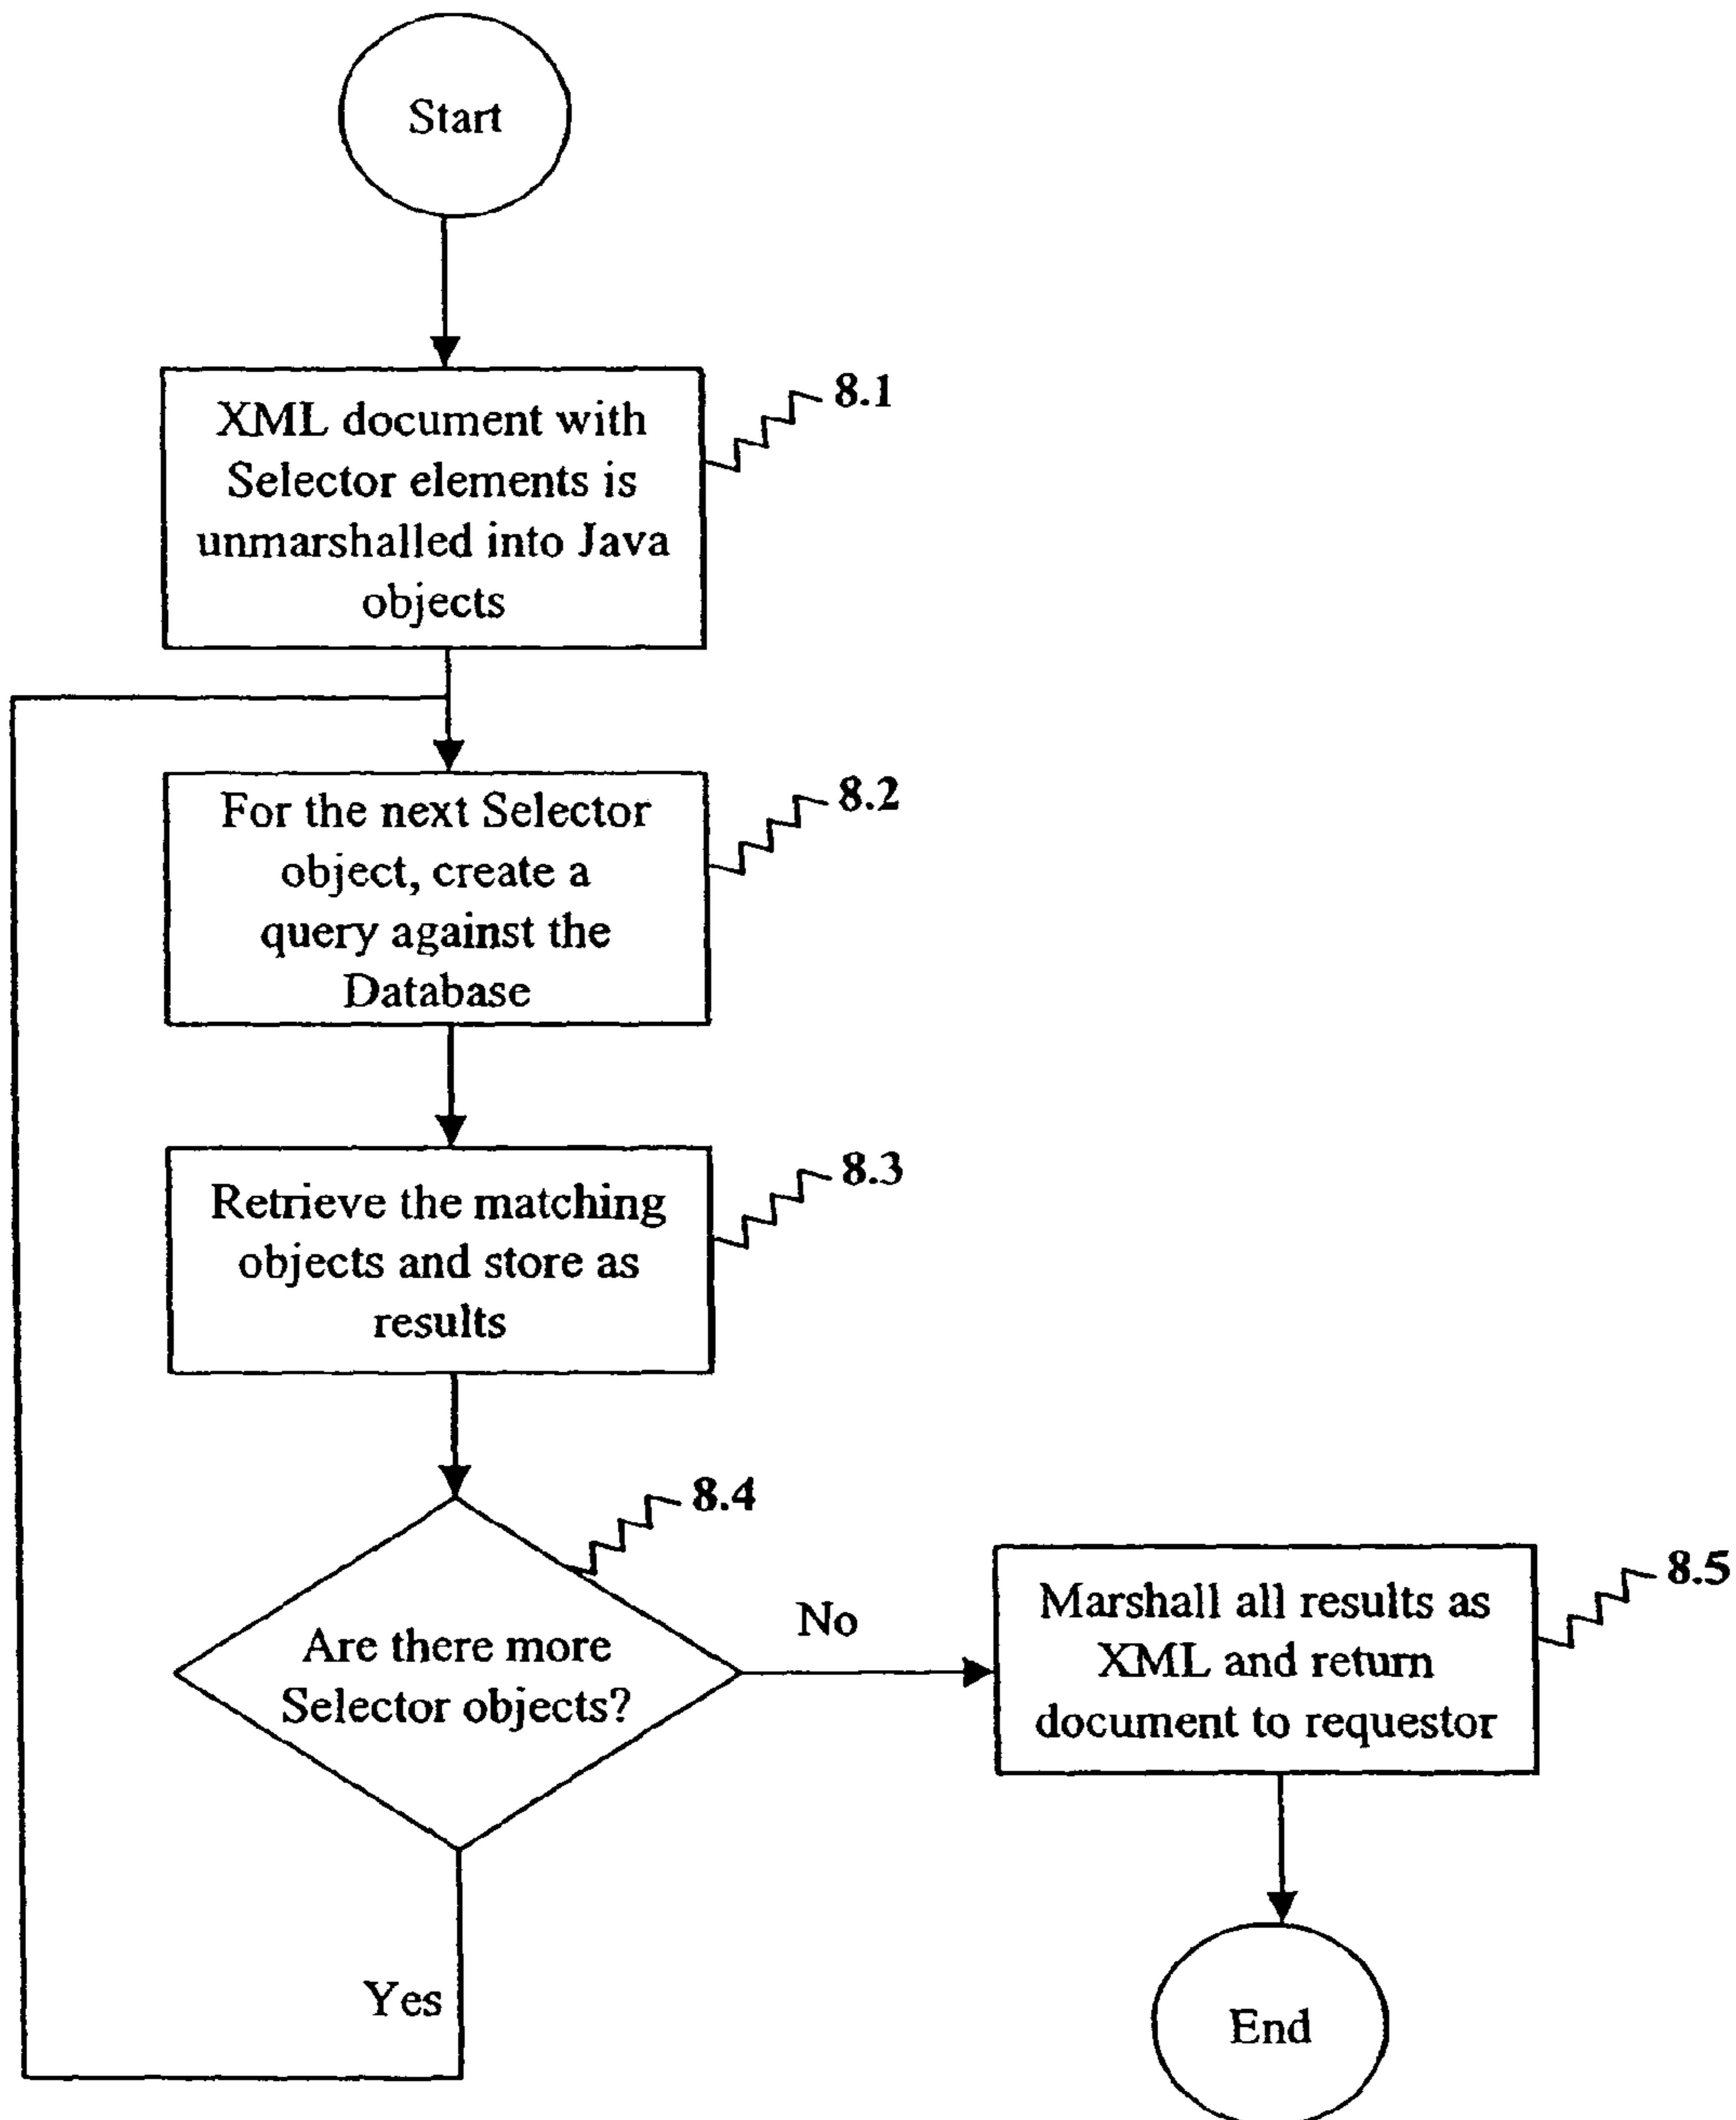 Start
XML document with
Selector elements is
unmarshalled into Java
objects
8.1
For the next Selector
object, create a
query against the
Database
8.2
Retrieve the matching
objects and store as
results
8.3
Are there more
Selector objects?
8.4
No
Yes
Marshall all results as
XML and return
document to requestor
8.5
End